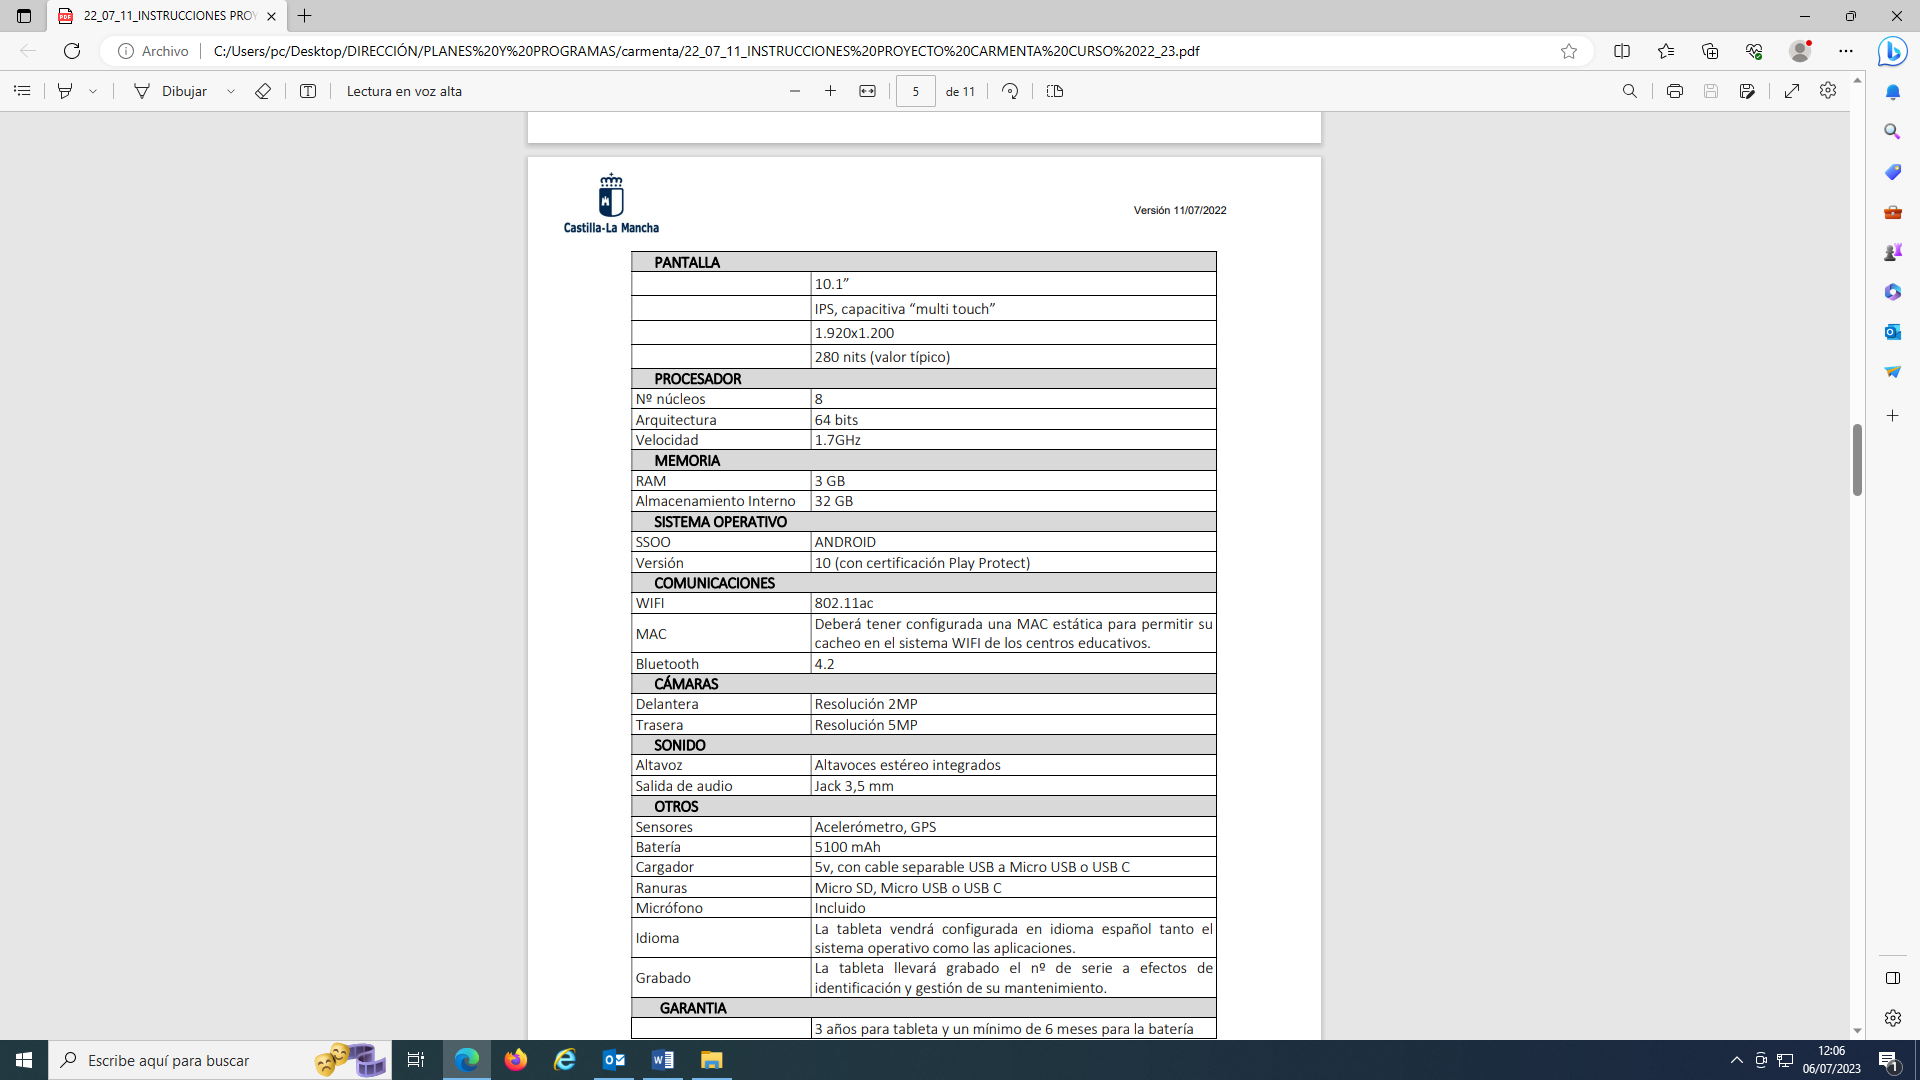 22_07_11_INSTRUCCIONES PROY
Archivo C:/Users/pc/Desktop/DIRECCIÓN/PLANES%20Y%20PROGRAMAS/carmenta/22_07_11_INSTRUCCIONES%20PROYECTO%20CARMENTA%20CURSO%2022_23.pdf
Dibujar Lectura en voz alta 5 de 11
Castilla-La Mancha
Versión 11/07/2022
PANTALLA
10.1”
IPS, capacitiva “multi touch”
1.920x1.200
280 nits (valor típico)
PROCESADOR
Nº núcleos 8
Arquitectura 64 bits
Velocidad 1.7GHz
MEMORIA
RAM 3 GB
Almacenamiento Interno 32 GB
SISTEMA OPERATIVO
SSOO ANDROID
Versión 10 (con certificación Play Protect)
COMUNICACIONES
WIFI 802.11ac
MAC Deberá tener configurada una MAC estática para permitir su
cacheo en el sistema WIFI de los centros educativos.
Bluetooth 4.2
CÁMARAS
Delantera Resolución 2MP
Trasera Resolución 5MP
SONIDO
Altavoz Altavoces estéreo integrados
Salida de audio Jack 3,5 mm
OTROS
Sensores Acelerómetro, GPS
Batería 5100 mAh
Cargador 5v, con cable separable USB a Micro USB o USB C
Ranuras Micro SD, Micro USB o USB C
Micrófono Incluido
Idioma La tableta vendrá configurada en idioma español tanto el
sistema operativo como las aplicaciones.
Grabado La tableta llevará grabado el nº de serie a efectos de
identificación y gestión de su mantenimiento.
GARANTIA
3 años para tableta y un mínimo de 6 meses para la batería
Escribe aquí para buscar
12:06
06/07/2023
1